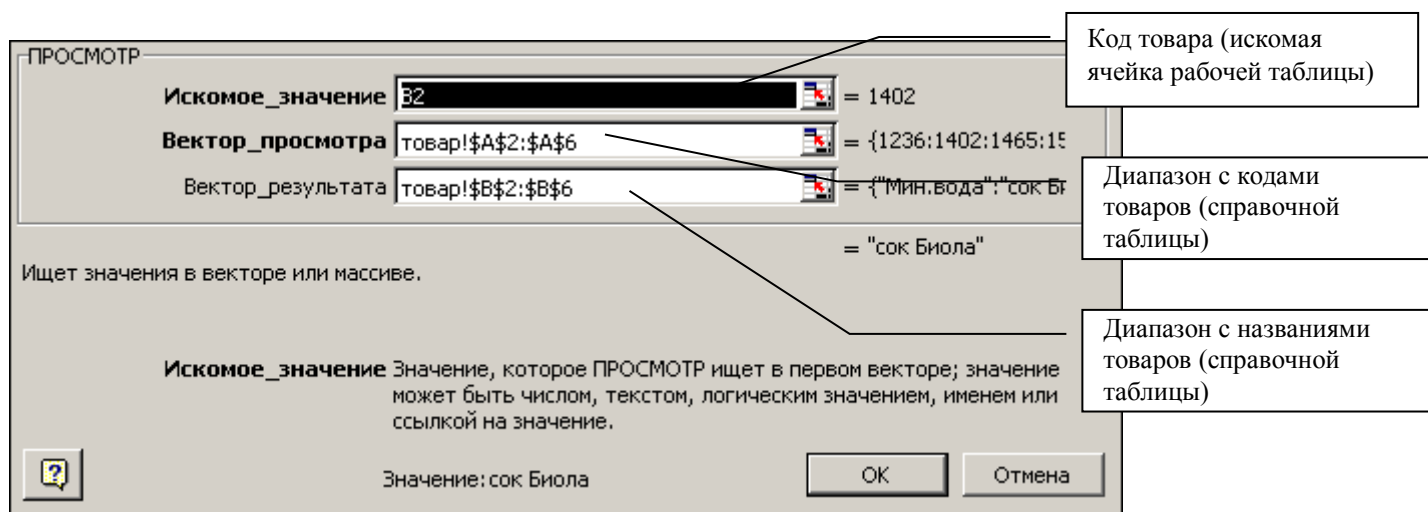 ПРОСМОТР
Искомое_значение B2 = 1402
Вектор_просмотра товар!$A$2:$A$6 = {1236:1402:1465:15
Вектор_результата товар!$B$2:$B$6 = {"Мин.вода":"сок Би
= "сок Биола"
Ищет значения в векторе или массиве.
Искомое_значение Значение, которое ПРОСМОТР ищет в первом векторе; значение
может быть числом, текстом, логическим значением, именем или
ссылкой на значение.
Значение:сок Биола
OK
Отмена
Код товара (искомая
ячейка рабочей таблицы)
Диапазон с кодами
товаров (справочной
таблицы)
Диапазон с названиями
товаров (справочной
таблицы)